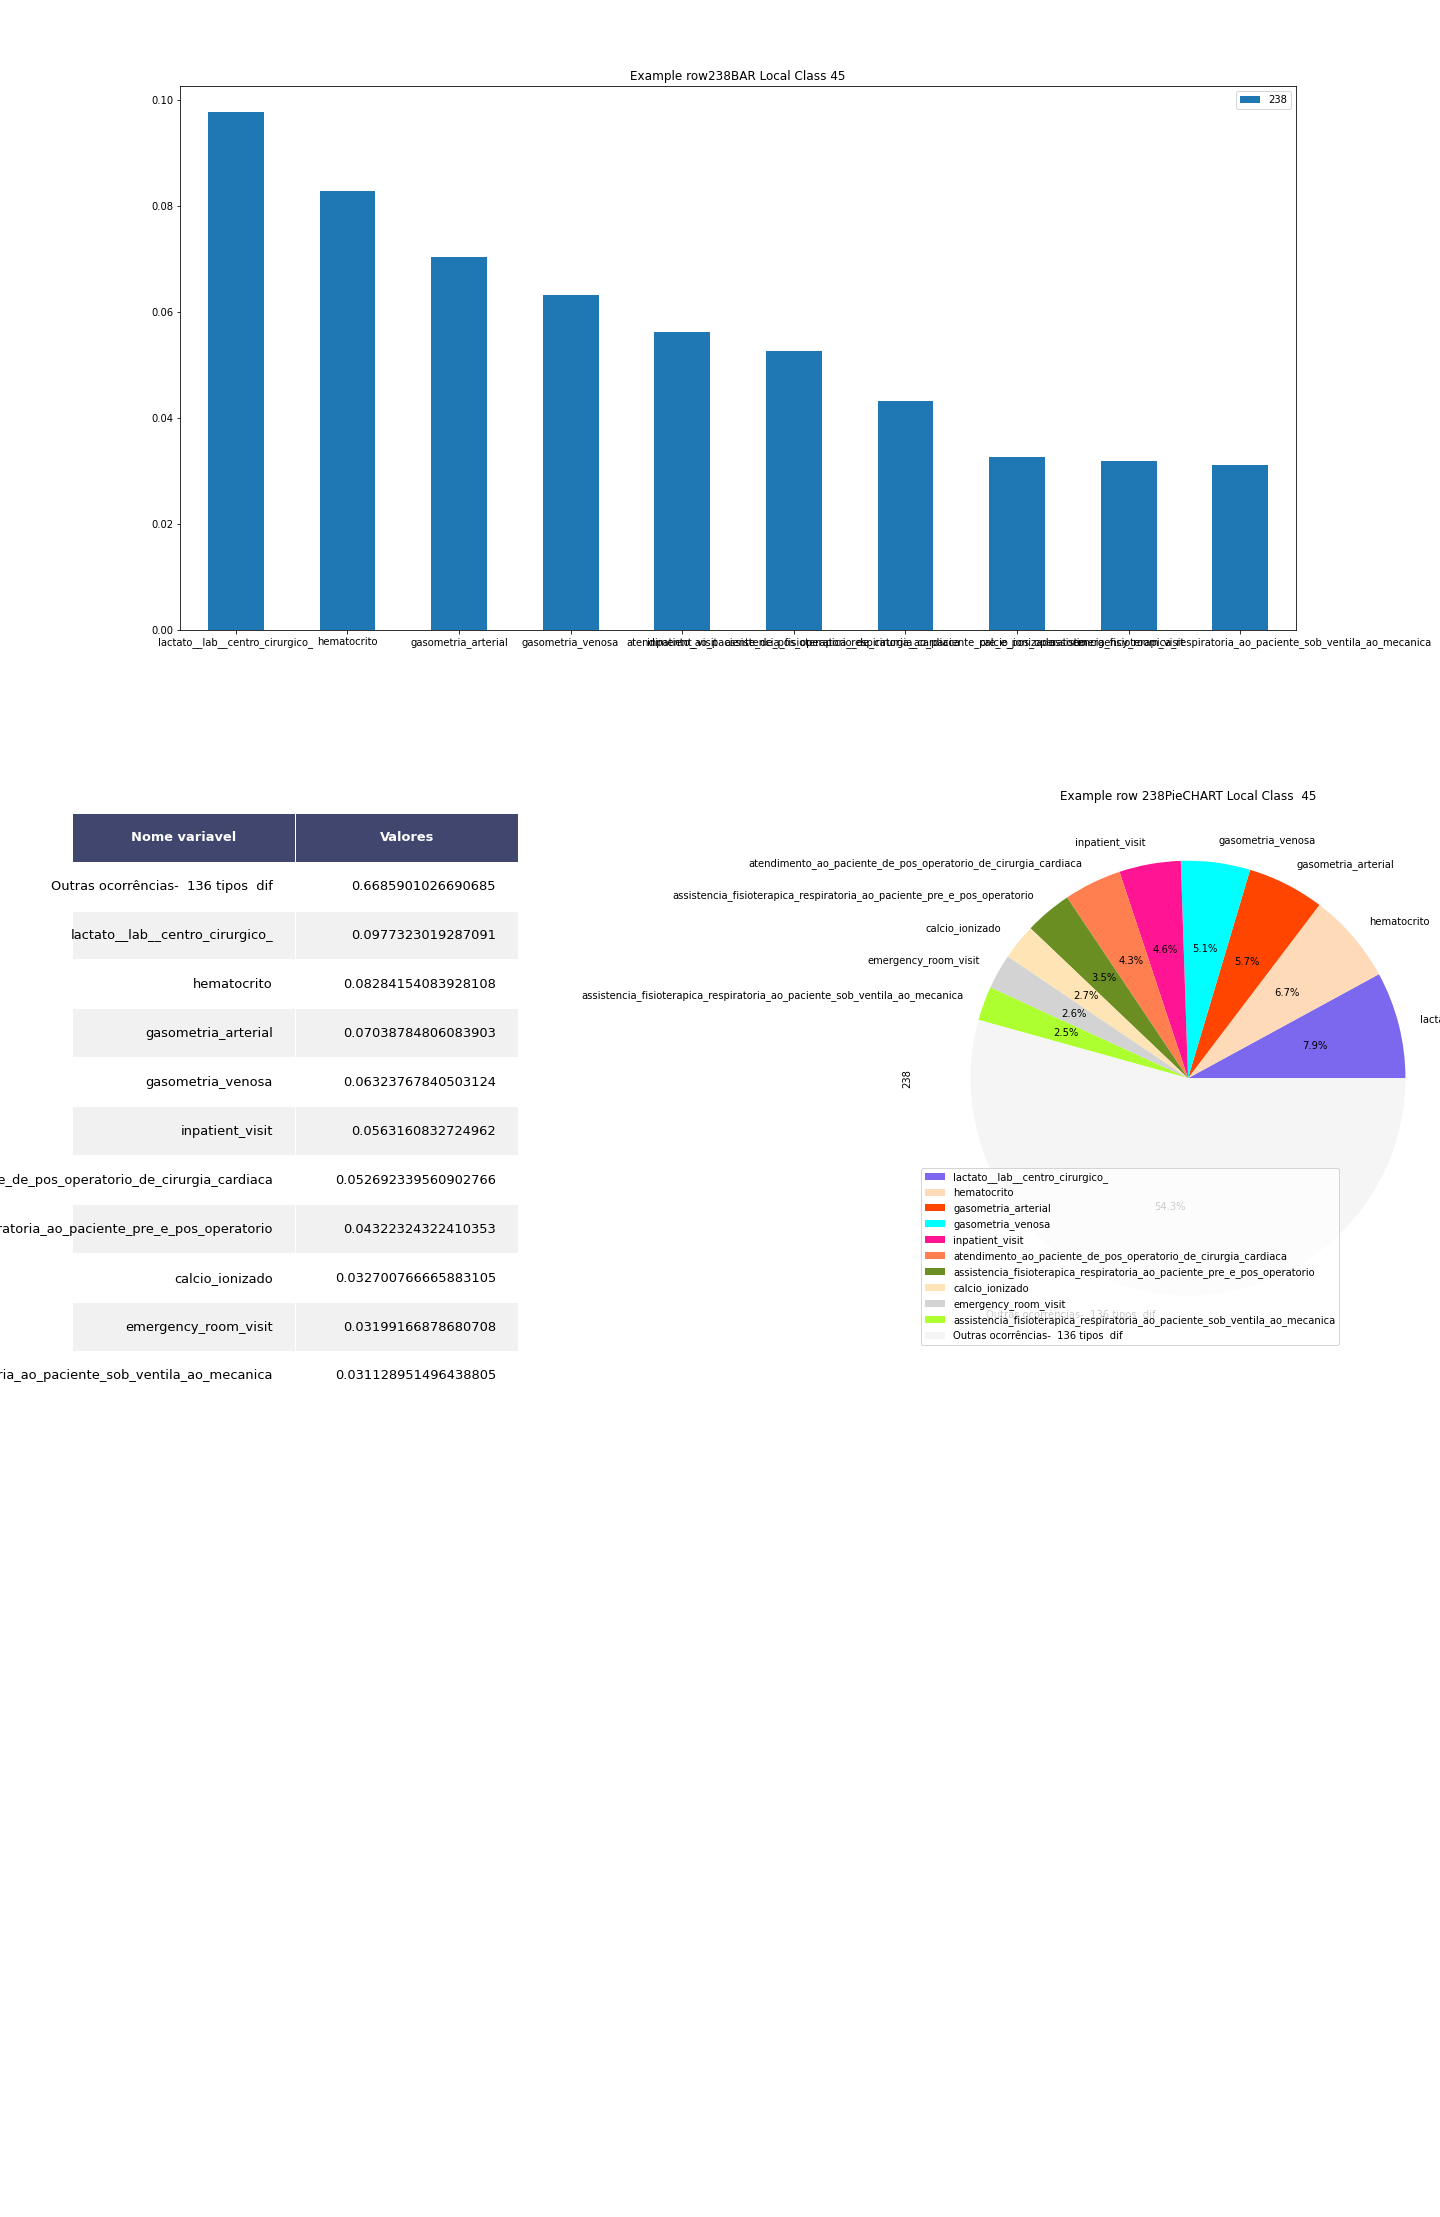 Example row238BAR Local Class 45
238
0.10
0.08
0.06
0.04
0.02
0.00
lactato__lab__centro_cirurgico_
hematocrito
gasometria_arterial
gasometria_venosa
Nome variavel Valores
Outras ocorrências- 136 tipos dif 0.6685901026690685
lactato__lab__centro_cirurgico_ 0.0977323019287091
hematocrito 0.08284154083928108
gasometria_arterial 0.07038784806083903
gasometria_venosa 0.06323767840503124
inpatient_visit 0.0563160832724962
e_de_pos_operatorio_de_cirurgia_cardiaca 0.052692339560902766
ratoria_ao_paciente_pre_e_pos_operatorio 0.04322324322410353
calcio_ionizado 0.032700766665883105
emergency_room_visit 0.03199166878680708
ria_ao_paciente_sob_ventila_ao_mecanica 0.031128951496438805
Example row 238PieCHART Local Class 45
inpatient_visit
gasometria_venosa
atendimento_ao_paciente_de_pos_operatorio_de_cirurgia_cardiaca
gasometria_arterial
assistencia_fisioterapica_respiratoria_ao_paciente_pre_e_pos_operatorio
hematocrito
calcio_ionizado
emergency_room_visit
assistencia_fisioterapica_respiratoria_ao_paciente_sob_ventila_ao_mecanica
lacta
4.6%
5.1%
4.3%
5.7%
3.5%
2.7%
6.7%
2.6%
2.5%
7.9%
238
54.3%
Outras ocorrências- 136 tipos dif
lactato__lab__centro_cirurgico_
hematocrito
gasometria_arterial
gasometria_venosa
inpatient_visit
atendimento_ao_paciente_de_pos_operatorio_de_cirurgia_cardiaca
assistencia_fisioterapica_respiratoria_ao_paciente_pre_e_pos_operatorio
calcio_ionizado
emergency_room_visit
assistencia_fisioterapica_respiratoria_ao_paciente_sob_ventila_ao_mecanica
Outras ocorrências- 136 tipos dif